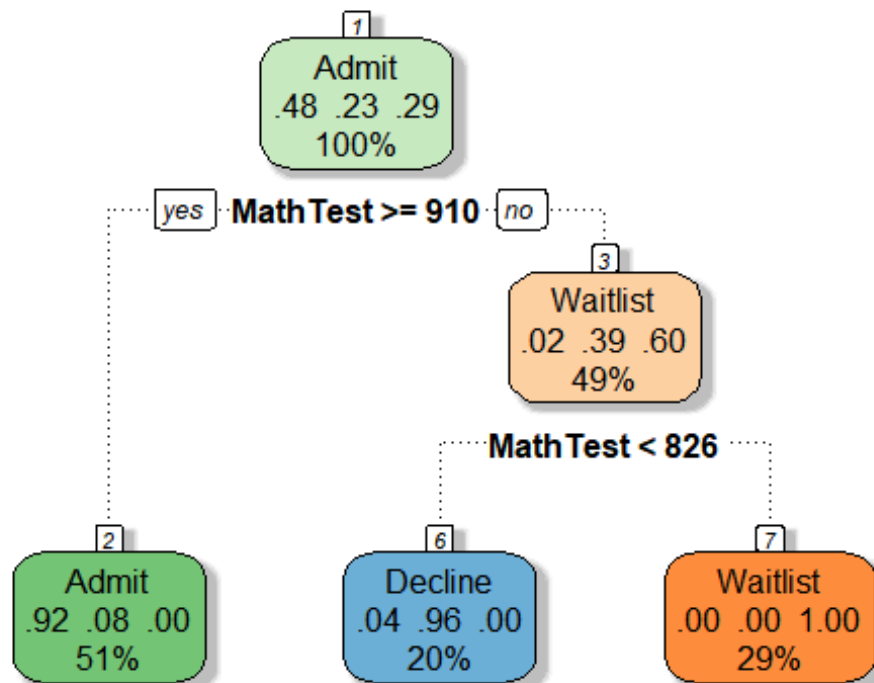 1
Admit
.48 .23 .29
100%
yes MathTest >= 910 no
3
Waitlist
.02 .39 .60
49%
MathTest < 826
2
Admit
.92 .08 .00
51%
6
Decline
.04 .96 .00
20%
7
Waitlist
.00 .00 1.00
29%